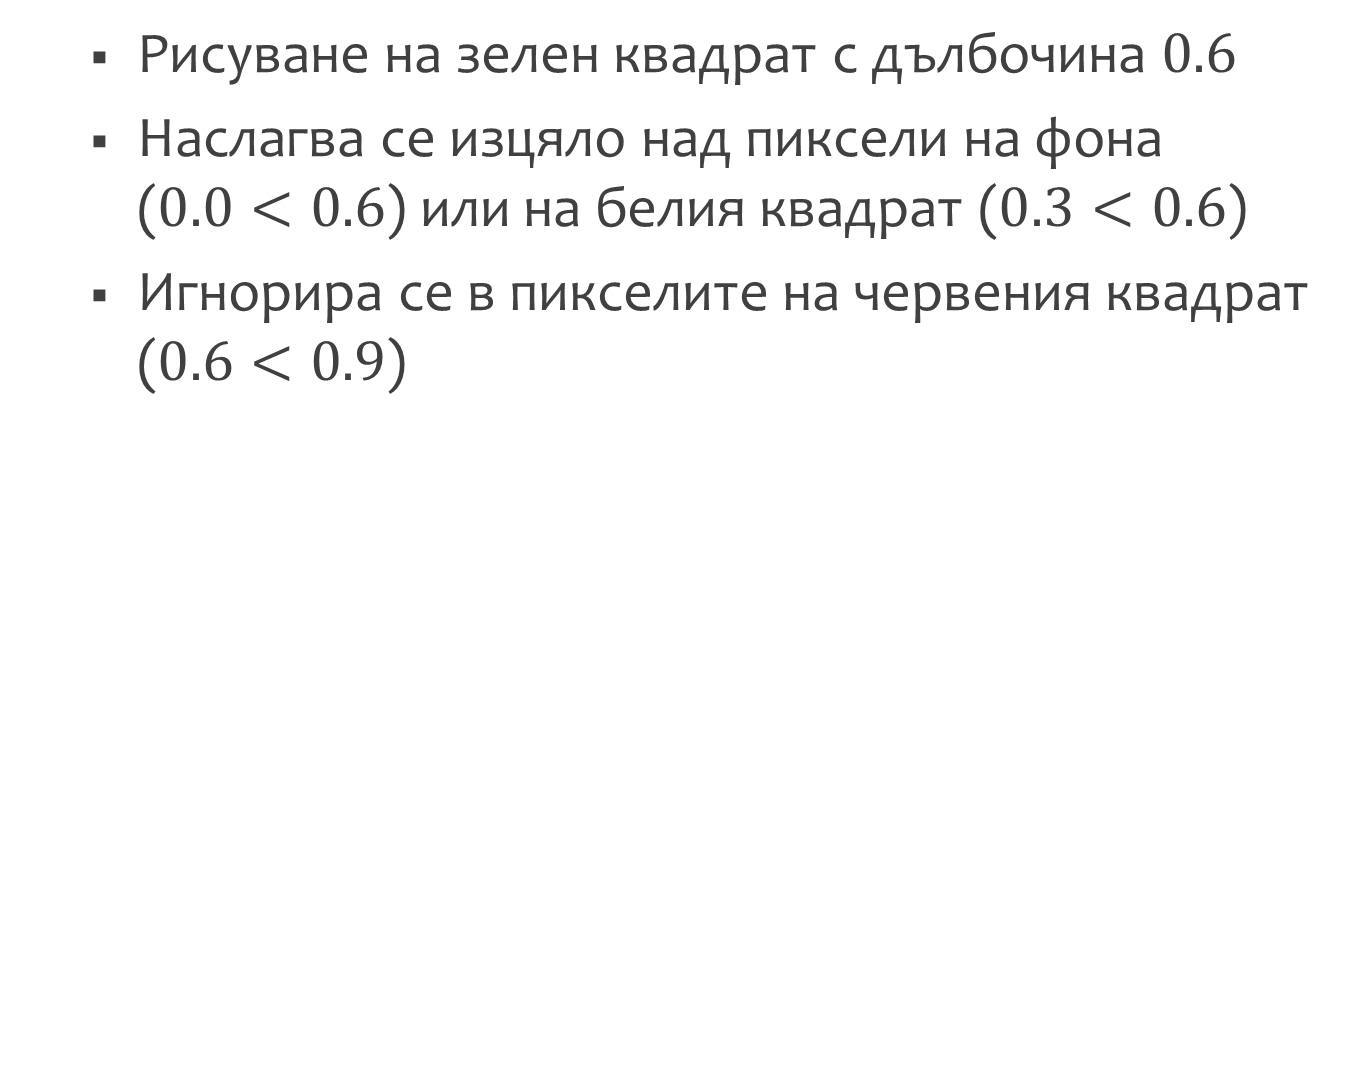 ▪ Рисуване на зелен квадрат с дълбочина 0.6
▪ Наслагва се изцяло над пиксели на фона
(0.0 < 0.6) или на белия квадрат (0.3 < 0.6)
▪ Игнорира се в пикселите на червения квадрат
(0.6 < 0.9)